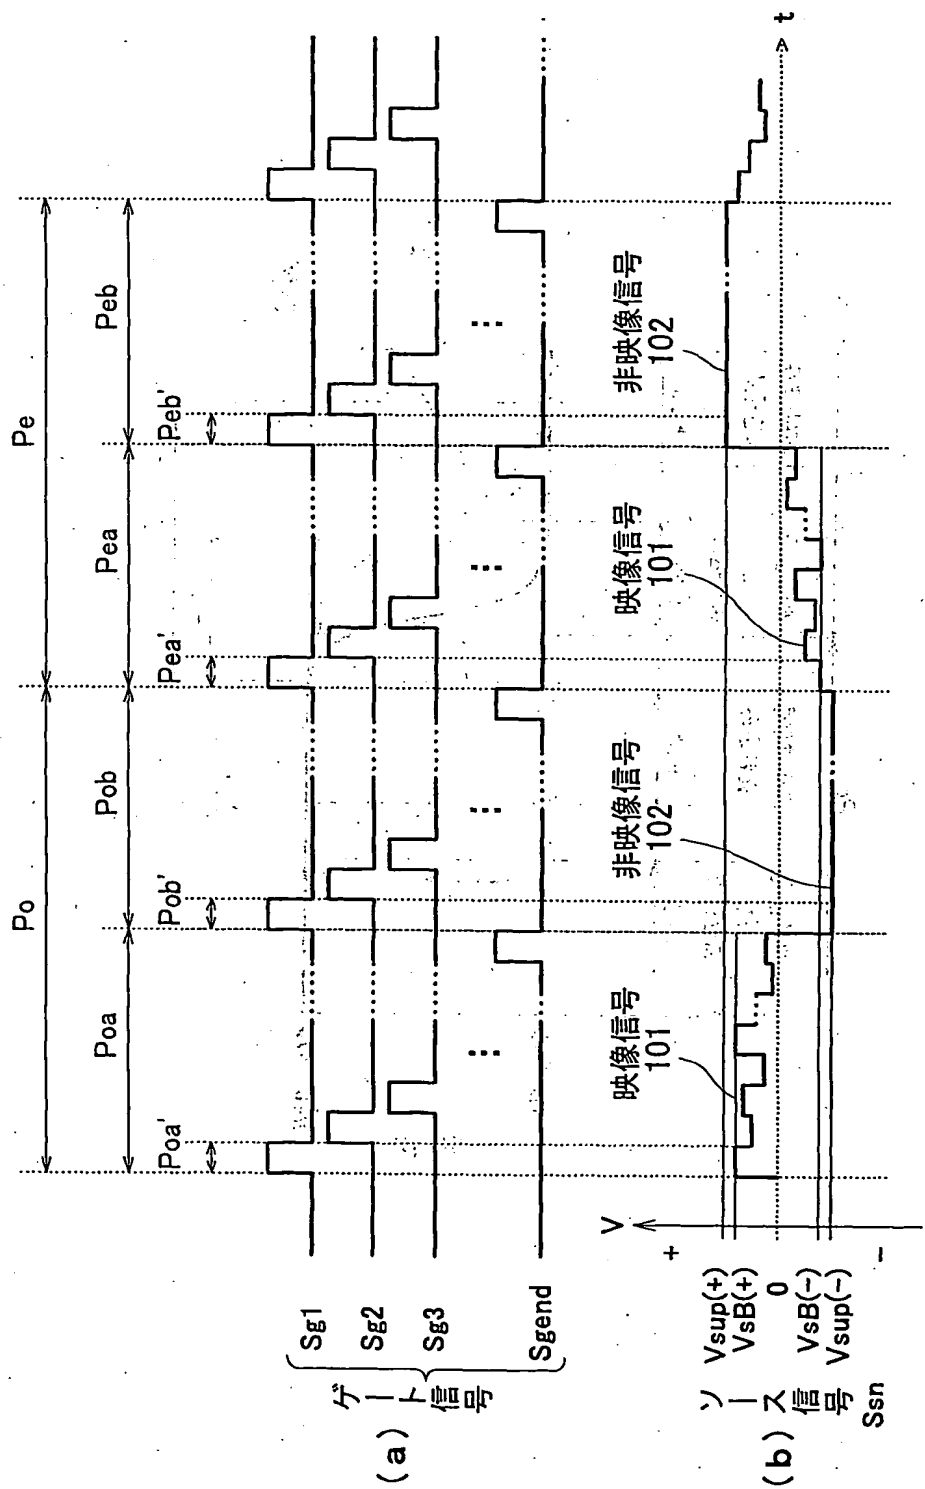 Po
Pe
Poa
Pob
Pea
Peb
Poa'
Pob'
Pea'
Peb'
(a)
ゲート信号
Sg1
Sg2
Sg3
Sgend
V
+
-
Vsup(+)
VsB(+)
0
VsB(-)
Vsup(-)
(b)
ソース信号
Ssn
映像信号
101
非映像信号
102
映像信号
101
非映像信号
102
t